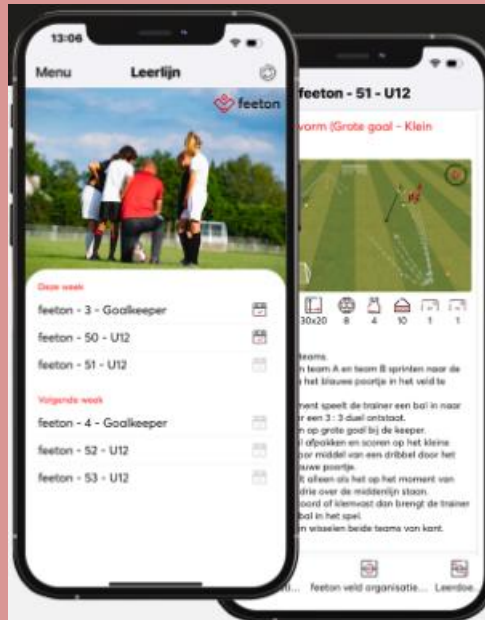 13:06
Menu
Leerlijn
feeton
Deze week
feeton - 3 - Goalkeeper
feeton - 50 - U12
feeton - 51 - U12
Volgende week
feeton - 4 - Goalkeeper
feeton - 52 - U12
feeton - 53 - U12
feeton - 51 - U12
vorm (Grote goal - Klein
30x20 8 4 10 1 1
teams.
n team A en team B sprinten naar de
het blauwe poortje in het veld te
ment speelt de trainer een bal in naar
r een 3 : 3 duel ontstaat.
n op grote goal bij de keeper.
l afpakken en scoren op het kleine
oor middel van een dribbel door het
uwe poortje.
lt alleen als het op het moment van
drie over de middenlijn staan.
oord of klemvast dan brengt de trainer
bal in het spel.
n wisselen beide teams van kant.
feeton veld organisatie...
Leerdoe...